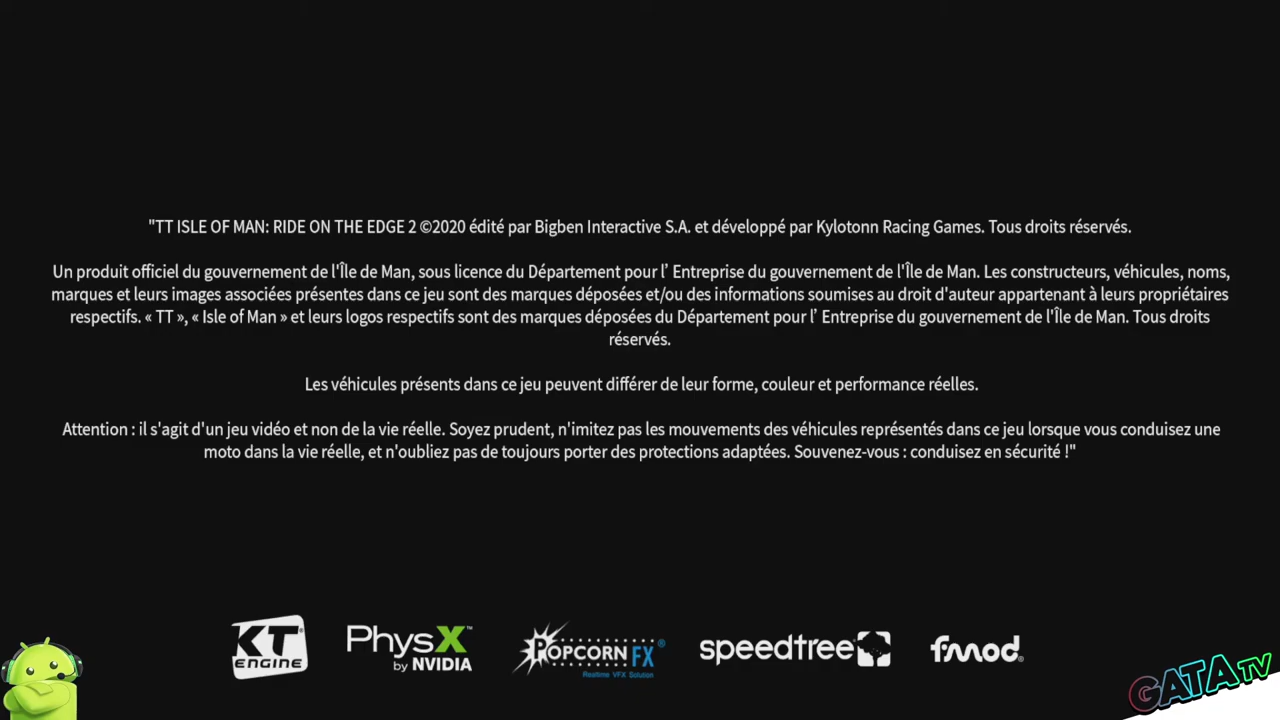 "TT ISLE OF MAN: RIDE ON THE EDGE 2 ©2020 édité par Bigben Interactive S.A. et développé par Kylotonn Racing Games. Tous droits réservés.
Un produit officiel du gouvernement de l'Île de Man, sous licence du Département pour l’ Entreprise du gouvernement de l'Île de Man. Les constructeurs, véhicules, noms,
marques et leurs images associées présentes dans ce jeu sont des marques déposées et/ou des informations soumises au droit d'auteur appartenant à leurs propriétaires
respectifs. « TT », « Isle of Man » et leurs logos respectifs sont des marques déposées du Département pour l’ Entreprise du gouvernement de l'Île de Man. Tous droits
réservés.
Les véhicules présents dans ce jeu peuvent différer de leur forme, couleur et performance réelles.
Attention : il s'agit d'un jeu vidéo et non de la vie réelle. Soyez prudent, n'imitez pas les mouvements des véhicules représentés dans ce jeu lorsque vous conduisez une
moto dans la vie réelle, et n'oubliez pas de toujours porter des protections adaptées. Souvenez-vous : conduisez en sécurité !"
KT ENGINE
PhysX™ by NVIDIA
POPCORN FX® Realtime VFX Solution
speedtree
fmod®
GATA TV